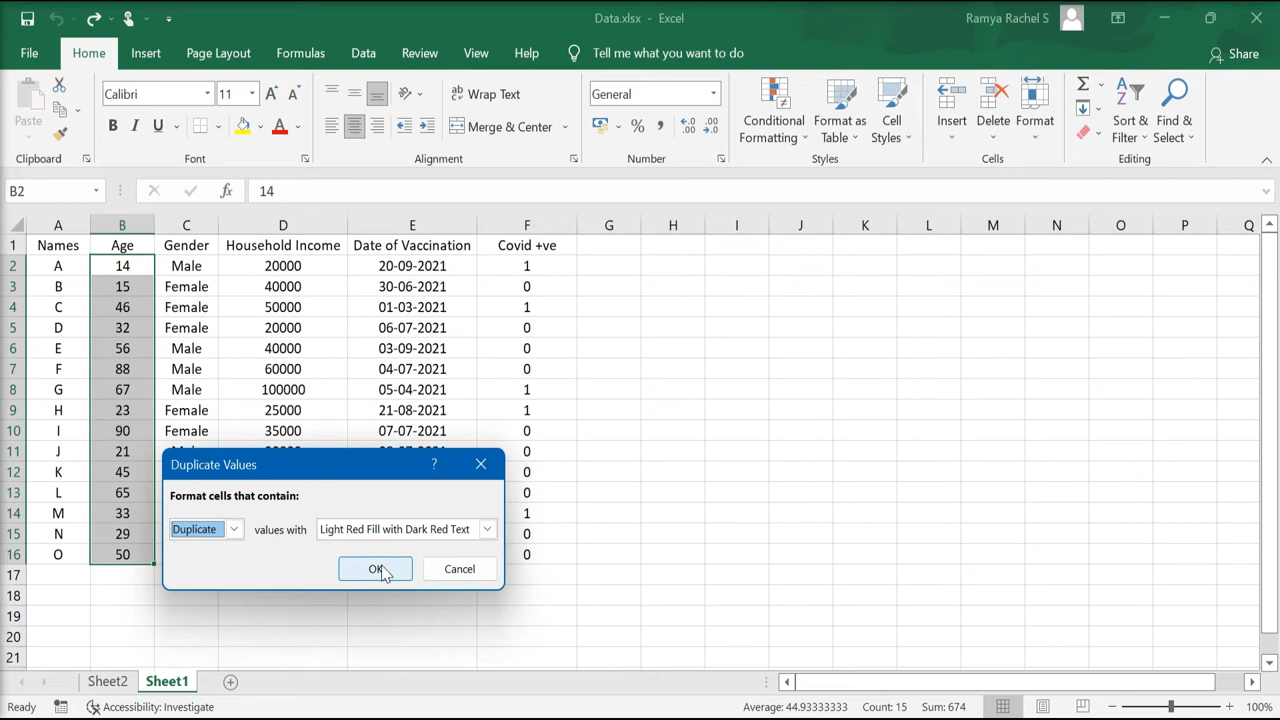 Data.xlsx - Excel
Ramya Rachel S
File Home Insert Page Layout Formulas Data Review View Help Tell me what you want to do Share
Paste
Calibri 11
B I U A
Wrap Text
Merge & Center
General
%
Conditional Formatting
Format as Table
Cell Styles
Insert
Delete
Format
Sort & Filter
Find & Select
Clipboard Font Alignment Number Styles Cells Editing
B2 fx 14
A B C D E F G H I J K L M N O P Q
1 Names Age Gender Household Income Date of Vaccination Covid +ve
2 A 14 Male 20000 20-09-2021 1
3 B 15 Female 40000 30-06-2021 0
4 C 46 Female 50000 01-03-2021 1
5 D 32 Female 20000 06-07-2021 0
6 E 56 Male 40000 03-09-2021 0
7 F 88 Male 60000 04-07-2021 0
8 G 67 Male 100000 05-04-2021 1
9 H 23 Female 25000 21-08-2021 1
10 I 90 Female 35000 07-07-2021 0
11 J 21 0
12 K 45 0
13 L 65 0
14 M 33 1
15 N 29 0
16 O 50 0
17
18
19
20
21
Duplicate Values ?
Format cells that contain:
Duplicate values with Light Red Fill with Dark Red Text
OK Cancel
Sheet2 Sheet1
Ready Accessibility: Investigate Average: 44.93333333 Count: 15 Sum: 674 100%